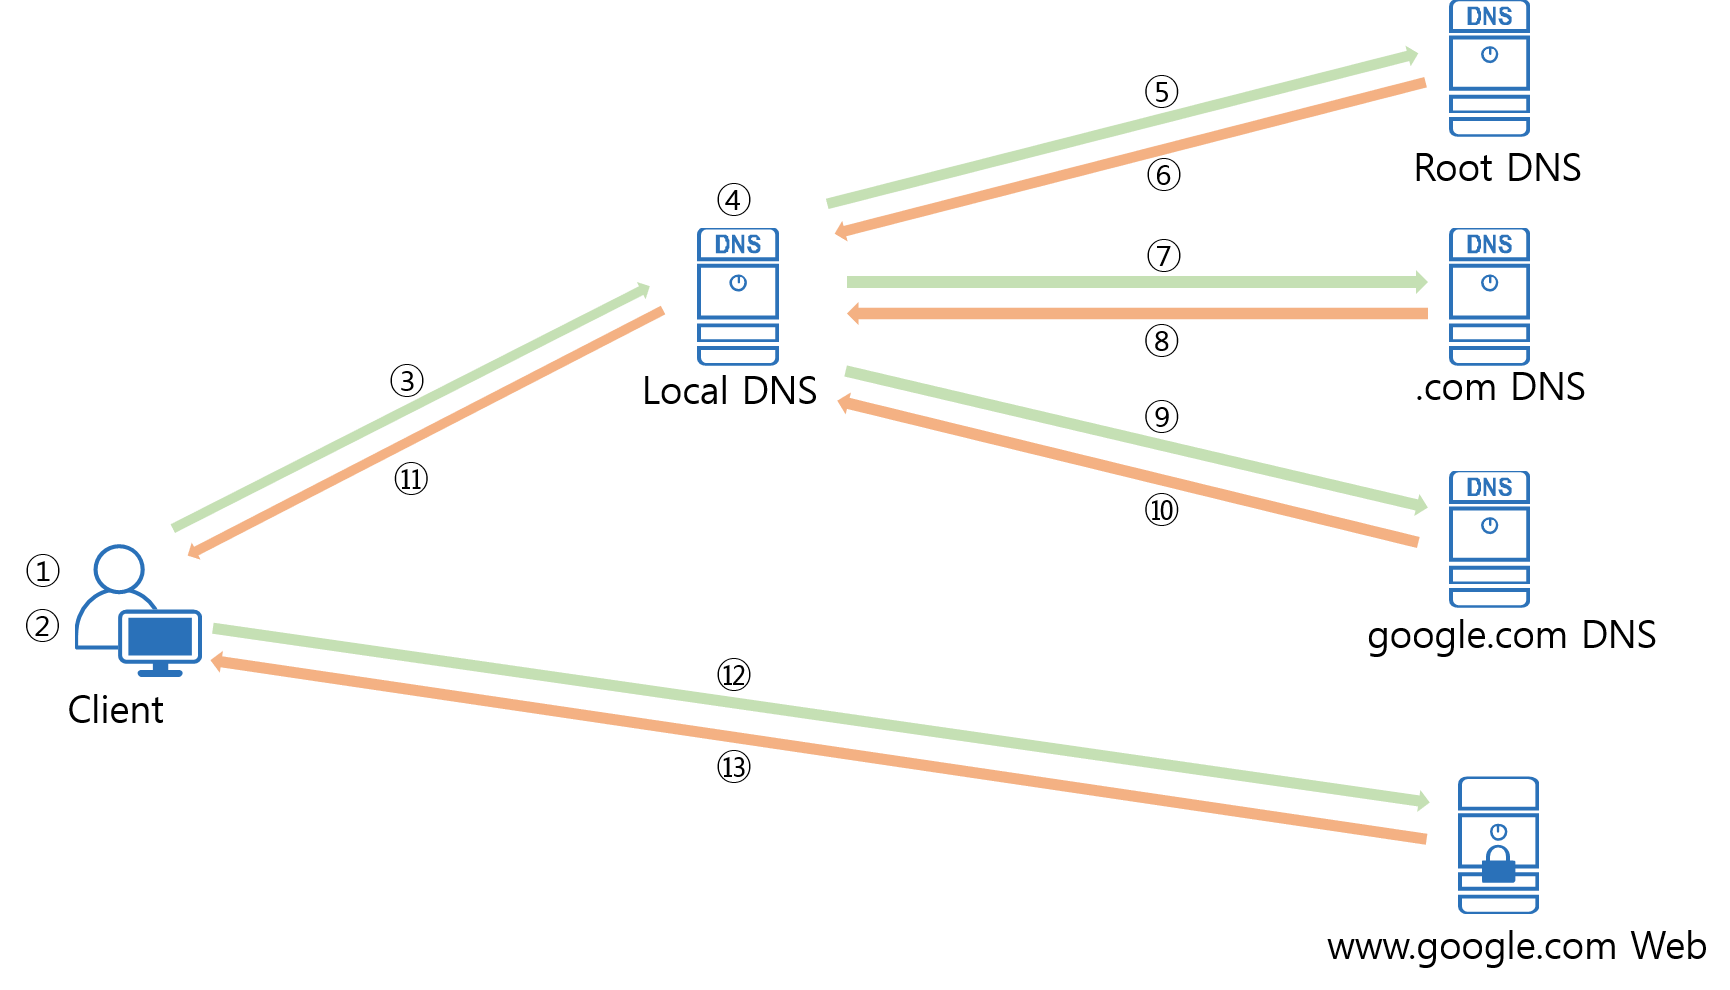 DNS
⑤
Root DNS
⑥
④
DNS
Local DNS
⑦
DNS
⑧
.com DNS
③
⑨
⑪
DNS
⑩
google.com DNS
①
②
Client
⑫
⑬
www.google.com Web